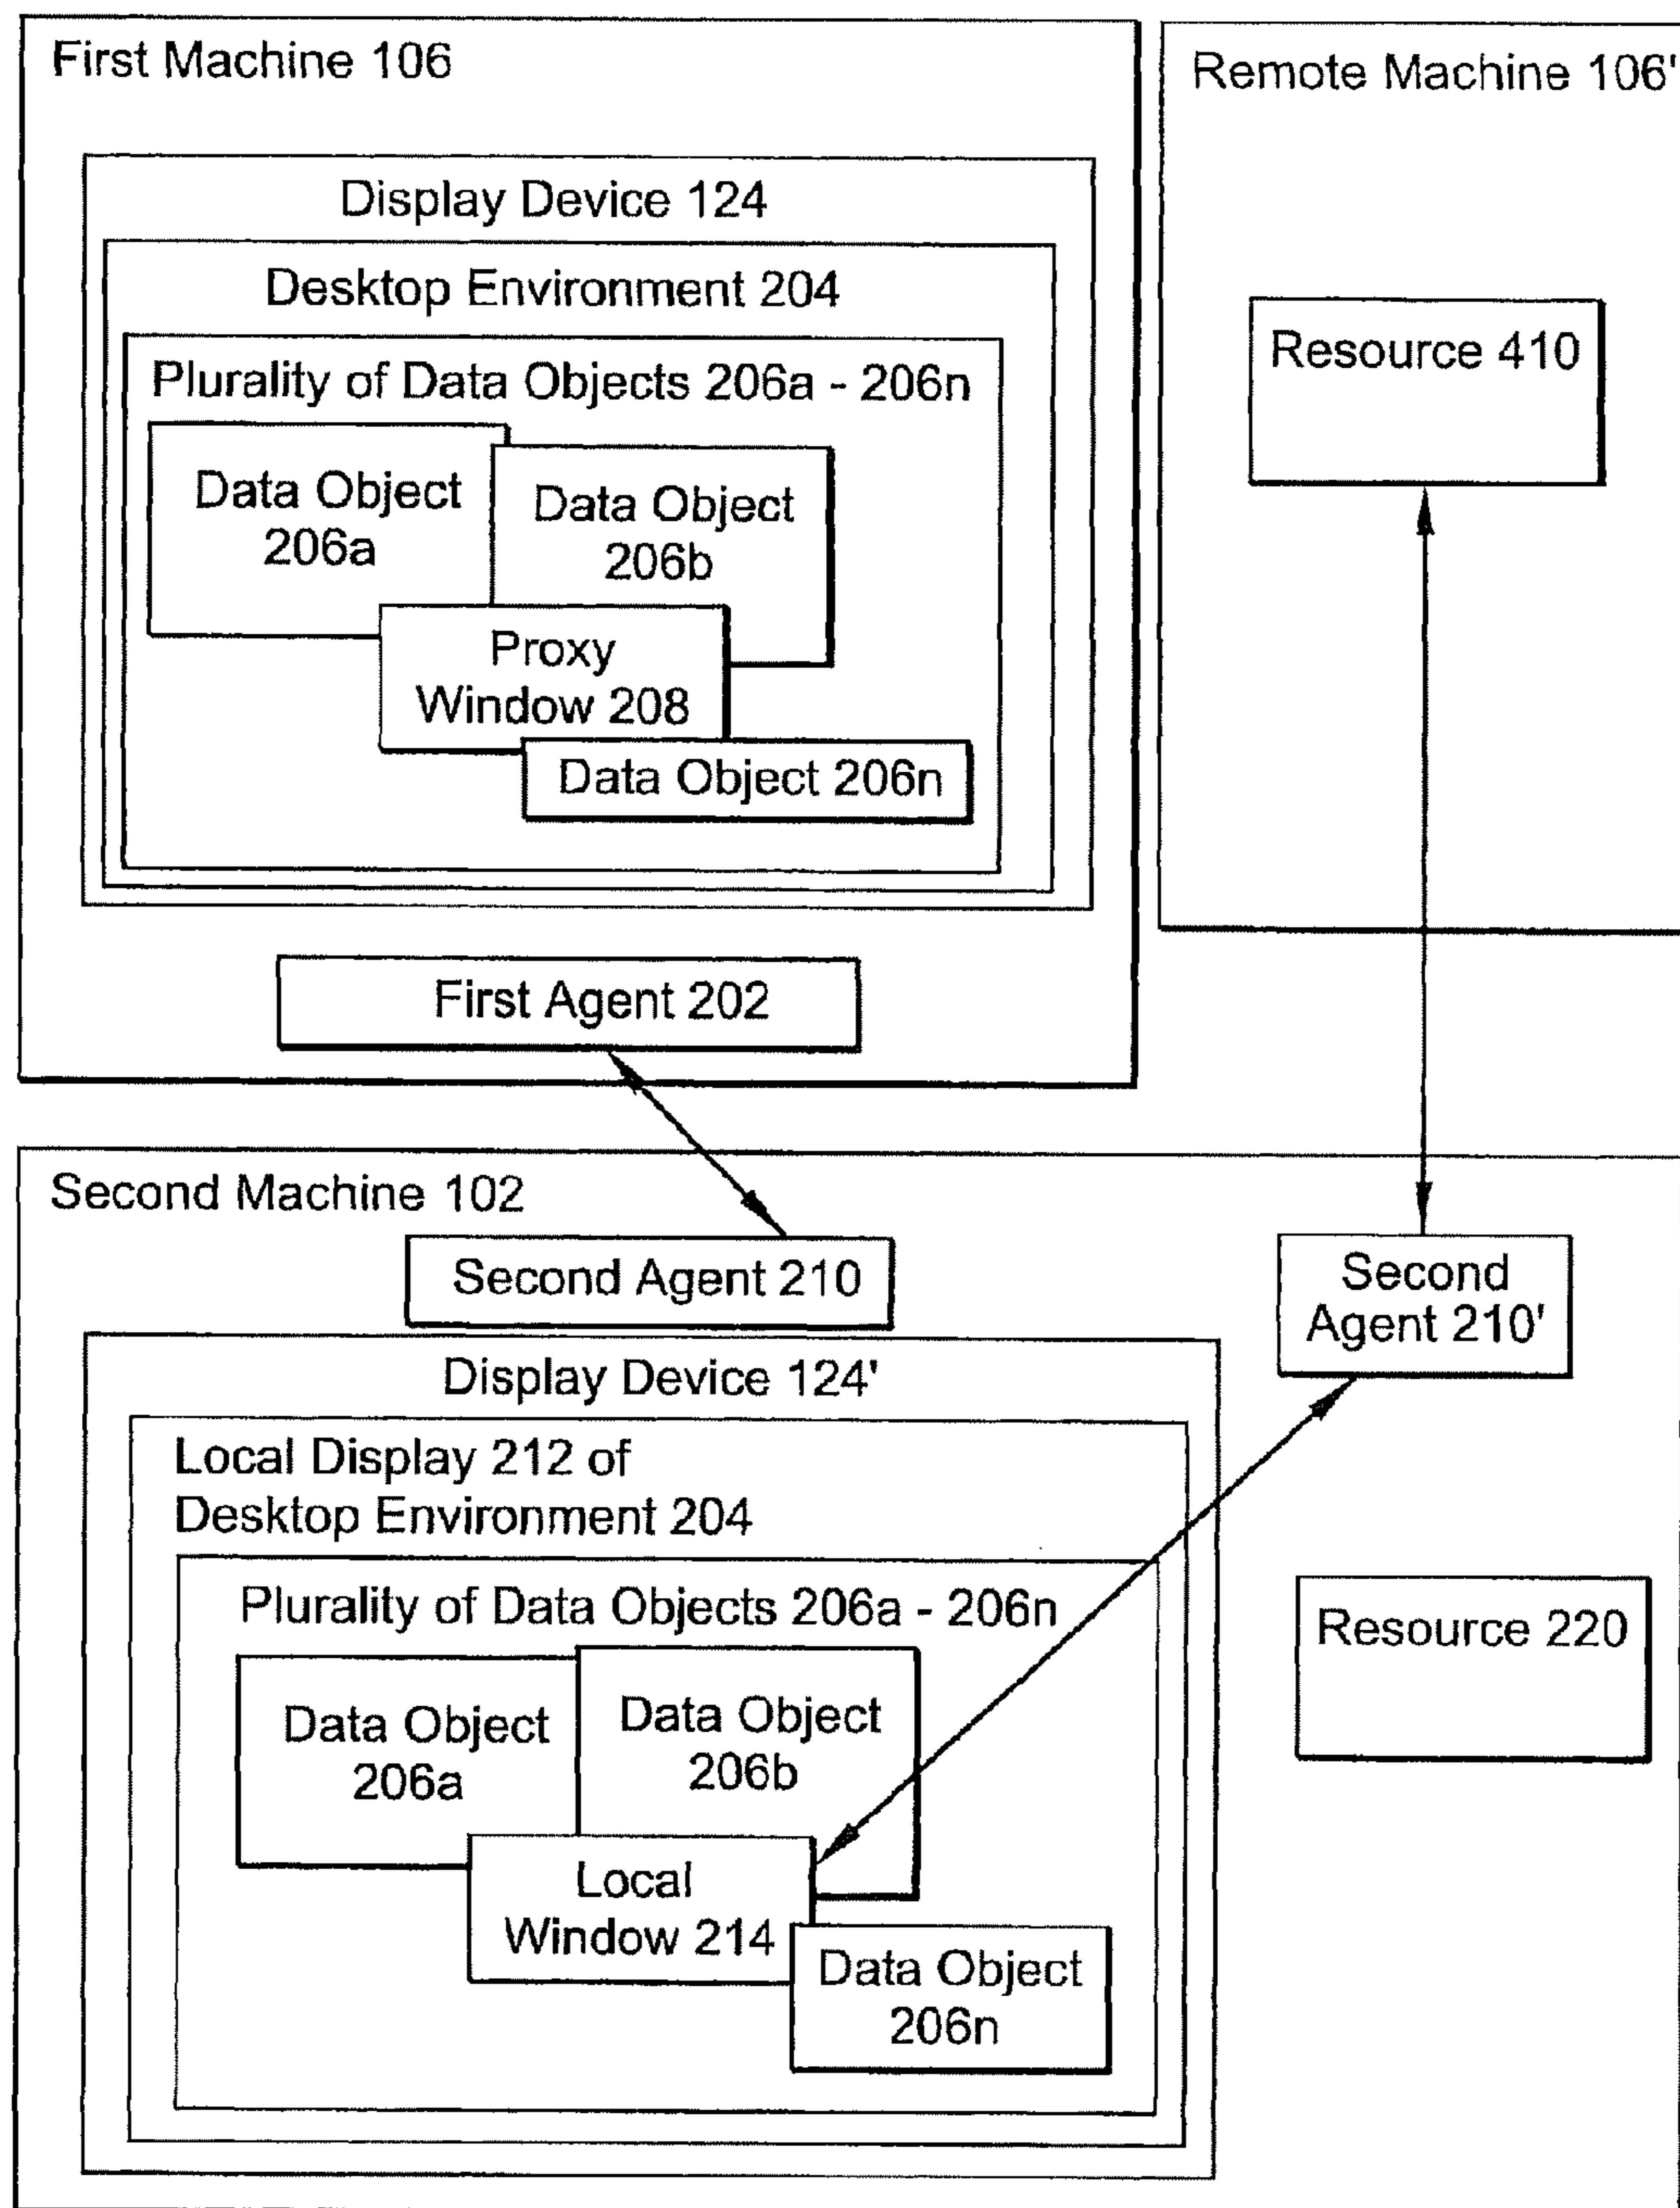 First Machine 106
Display Device 124
Desktop Environment 204
Plurality of Data Objects 206a - 206n
Data Object
206a
Data Object
206b
Proxy
Window 208
Data Object 206n
First Agent 202
Remote Machine 106'
Resource 410
Second Machine 102
Second Agent 210
Second
Agent 210'
Display Device 124'
Local Display 212 of
Desktop Environment 204
Plurality of Data Objects 206a - 206n
Data Object
206a
Data Object
206b
Local
Window 214
Data Object
206n
Resource 220